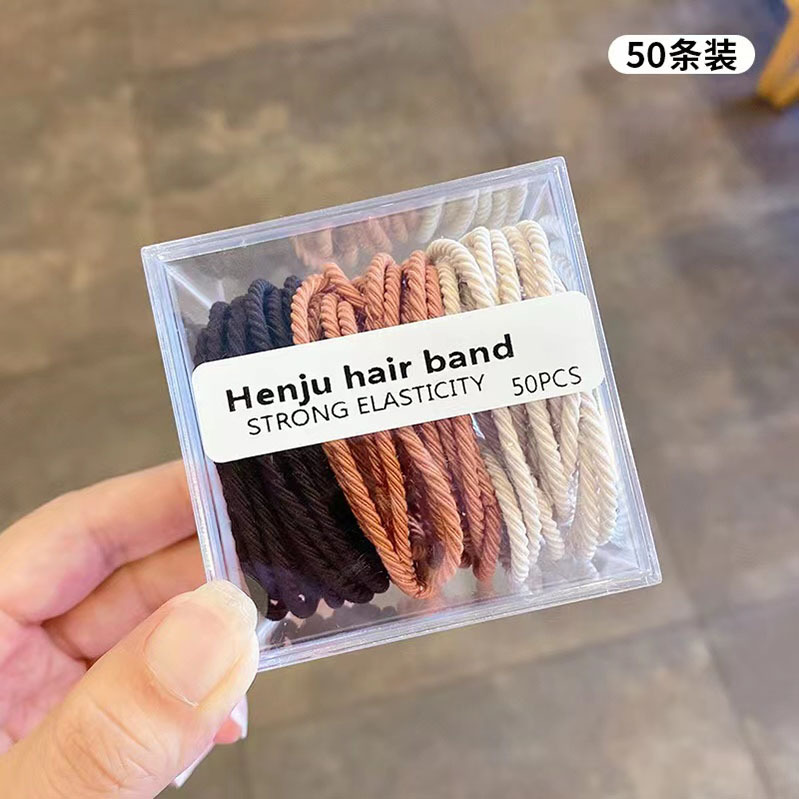 50条装
Henju hair band
STRONG ELASTICITY 50PCS